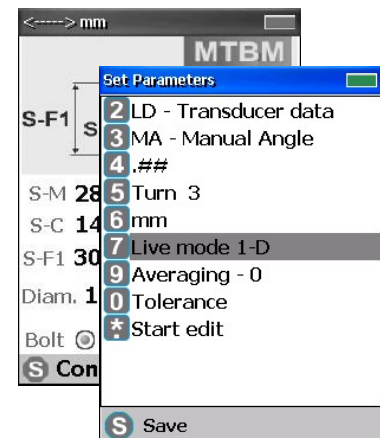 <-----> mm
MTBM
S-F1 S
S-M 28
S-C 14
S-F1 30
Diam. 1
Bolt
S Con
Set Parameters
2 LD - Transducer data
3 MA - Manual Angle
4 .##
5 Turn 3
6 mm
7 Live mode 1-D
9 Averaging - 0
0 Tolerance
* Start edit
S Save